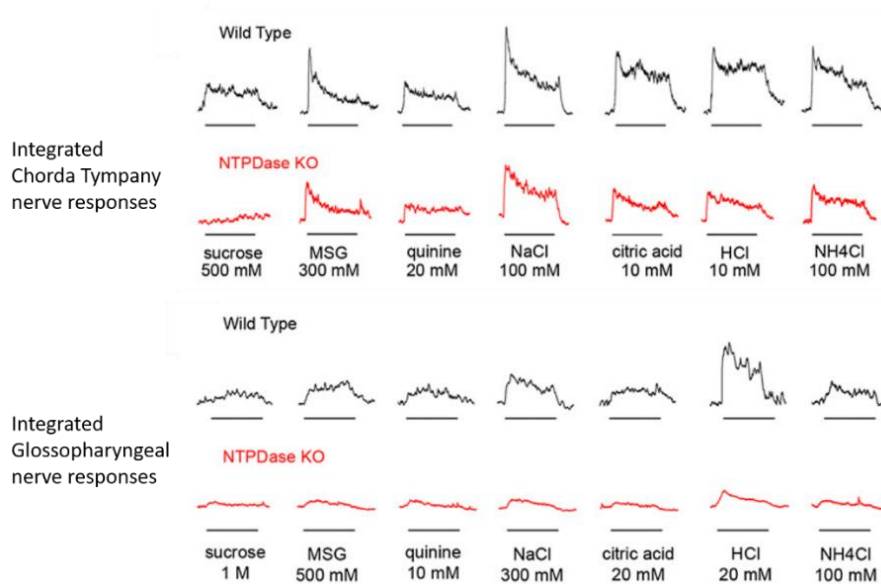 Wild Type
Integrated
Chorda Tympany
nerve responses
NTPDase KO
sucrose MSG quinine NaCl citric acid HCl NH4Cl
500 mM 300 mM 20 mM 100 mM 10 mM 10 mM 100 mM
Wild Type
Integrated
Glossopharyngeal
nerve responses
NTPDase KO
sucrose MSG quinine NaCl citric acid HCl NH4Cl
1 M 500 mM 10 mM 300 mM 20 mM 20 mM 100 mM